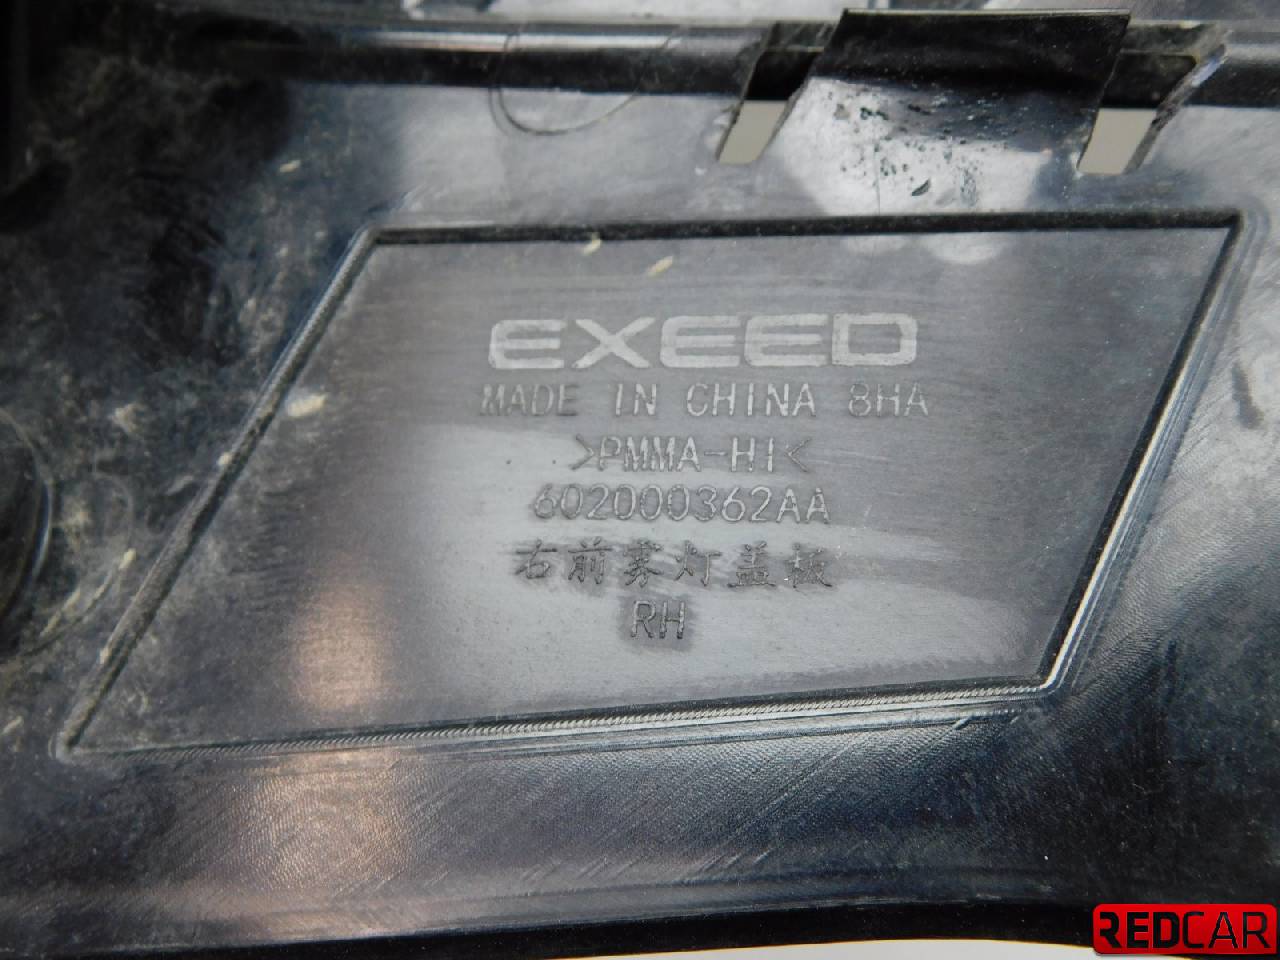 EXEED
MADE IN CHINA 8HA
>PMMA-HI<
602000362AA
右前雾灯盖板
RH
REDCAR